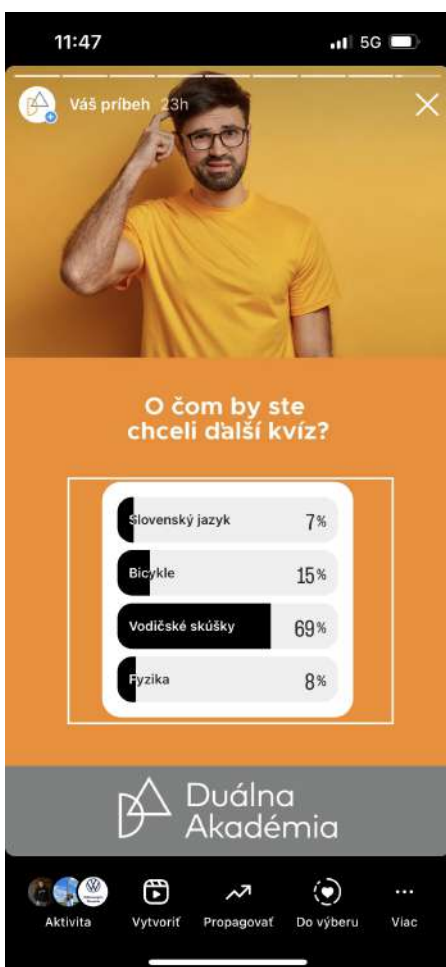 11:47
5G
Váš príbeh 23h
O čom by ste
chceli ďalší kvíz?
Slovenský jazyk 7%
Bicykle 15%
Vodičské skúšky 69%
Fyzika 8%
Duálna
Akadémia
Aktivita Vytvoriť Propagovať Do výberu Viac